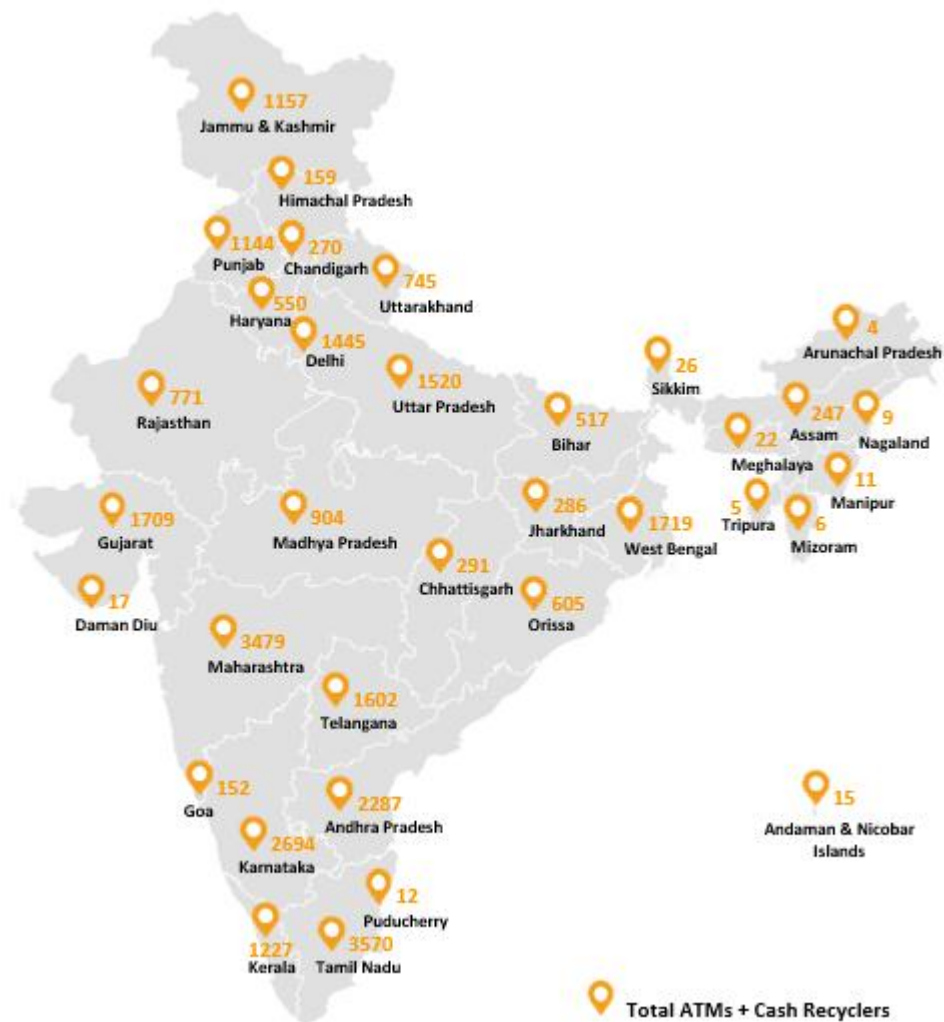 1157
Jammu & Kashmir
159
Himachal Pradesh
1144
Punjab
270
Chandigarh
745
Uttarakhand
550
Haryana
1445
Delhi
4
Arunachal Pradesh
26
Sikkim
771
Rajasthan
1520
Uttar Pradesh
517
Bihar
247
Assam
9
Nagaland
22
Meghalaya
11
Manipur
1709
Gujarat
904
Madhya Pradesh
286
Jharkhand
1719
West Bengal
5
Tripura
6
Mizoram
291
Chhattisgarh
17
Daman Diu
605
Orissa
3479
Maharashtra
1602
Telangana
152
Goa
2287
Andhra Pradesh
15
Andaman & Nicobar
Islands
2694
Karnataka
12
Puducherry
1227
Kerala
3570
Tamil Nadu
Total ATMs + Cash Recyclers